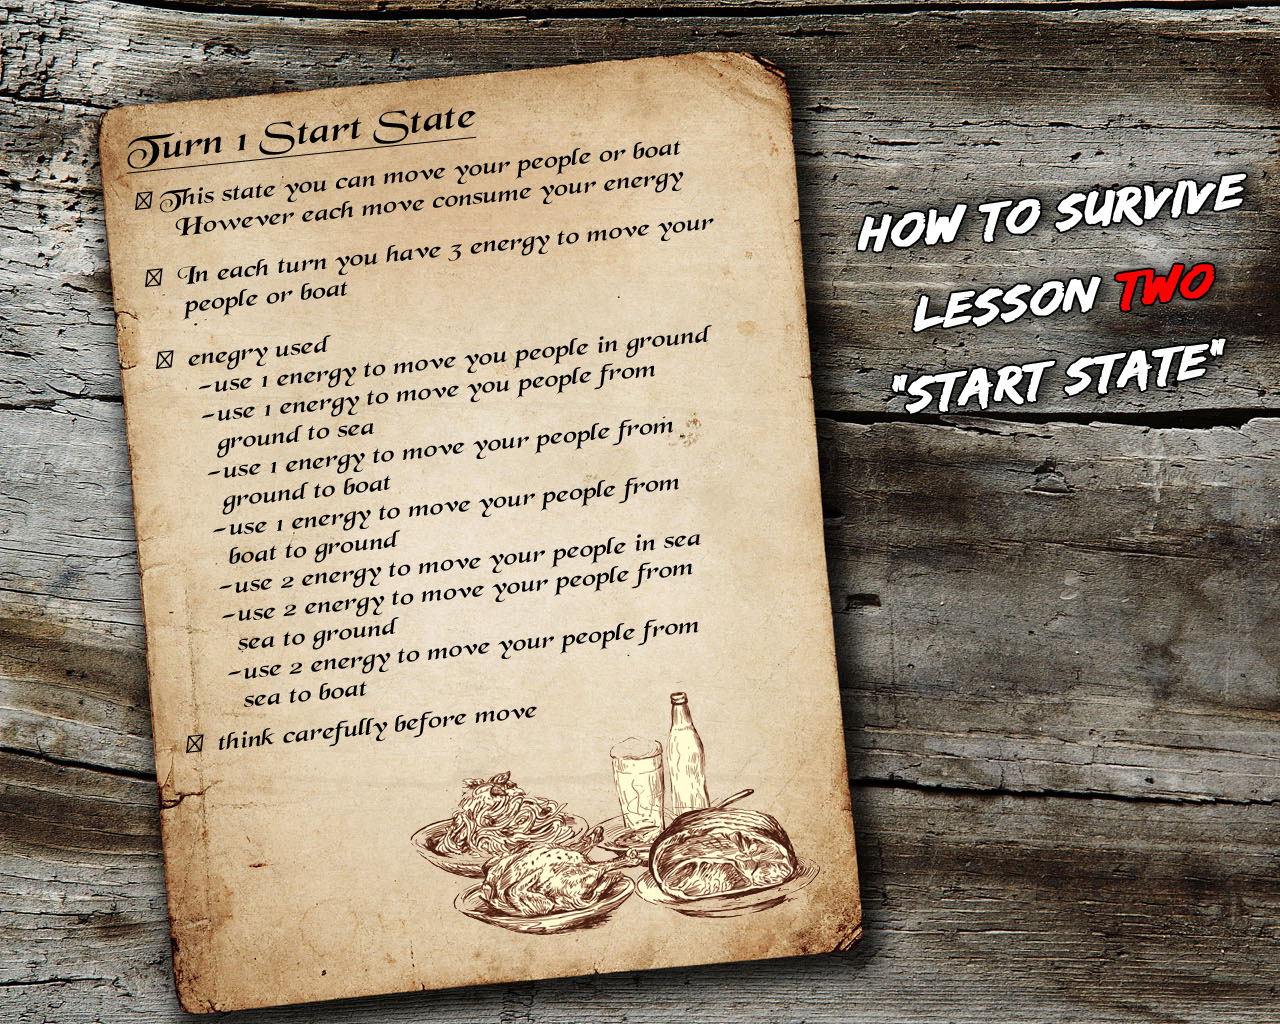 Turn 1 Start State
This state you can move your people or boat
However each move consume your energy
In each turn you have 3 energy to move your
people or boat
enegry used
-use 1 energy to move you people in ground
-use 1 energy to move you people from
ground to sea
-use 1 energy to move your people from
ground to boat
-use 1 energy to move your people from
boat to ground
-use 2 energy to move your people in sea
-use 2 energy to move your people from
sea to ground
-use 2 energy to move your people from
sea to boat
think carefully before move
HOW TO SURVIVE
LESSON TWO
"START STATE"